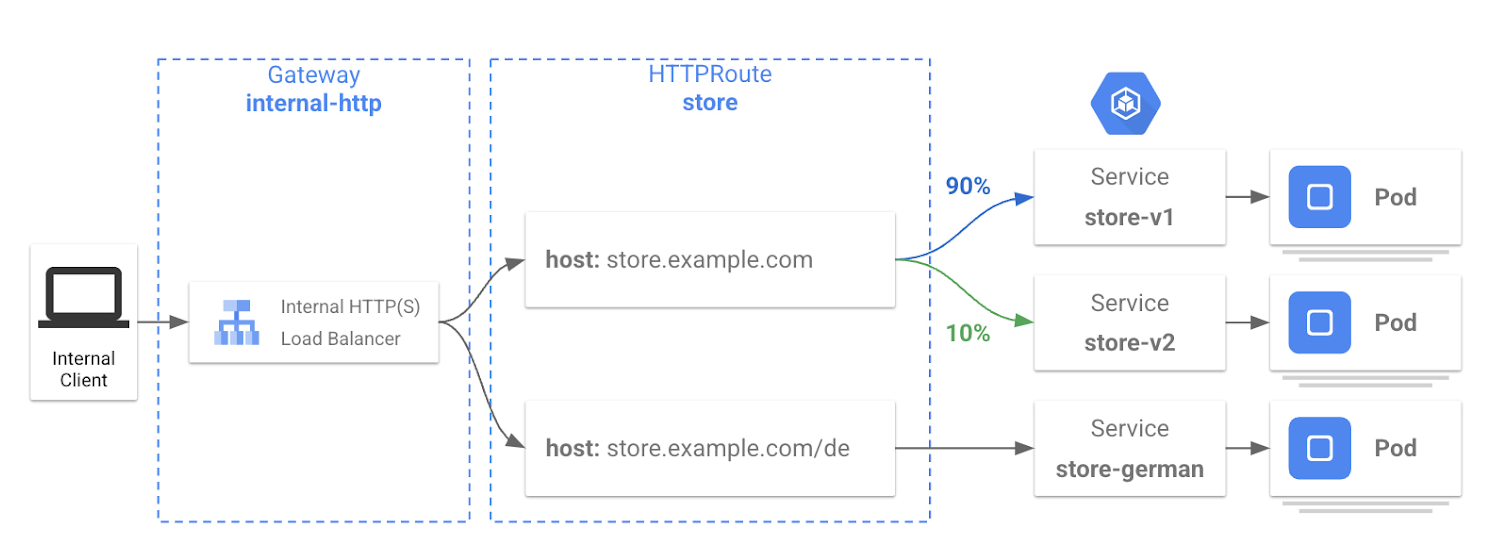 Gateway
internal-http
HTTPRoute
store
Internal
Client
Internal HTTP(S)
Load Balancer
host: store.example.com
host: store.example.com/de
90%
10%
Service
store-v1
Pod
Service
store-v2
Pod
Service
store-german
Pod